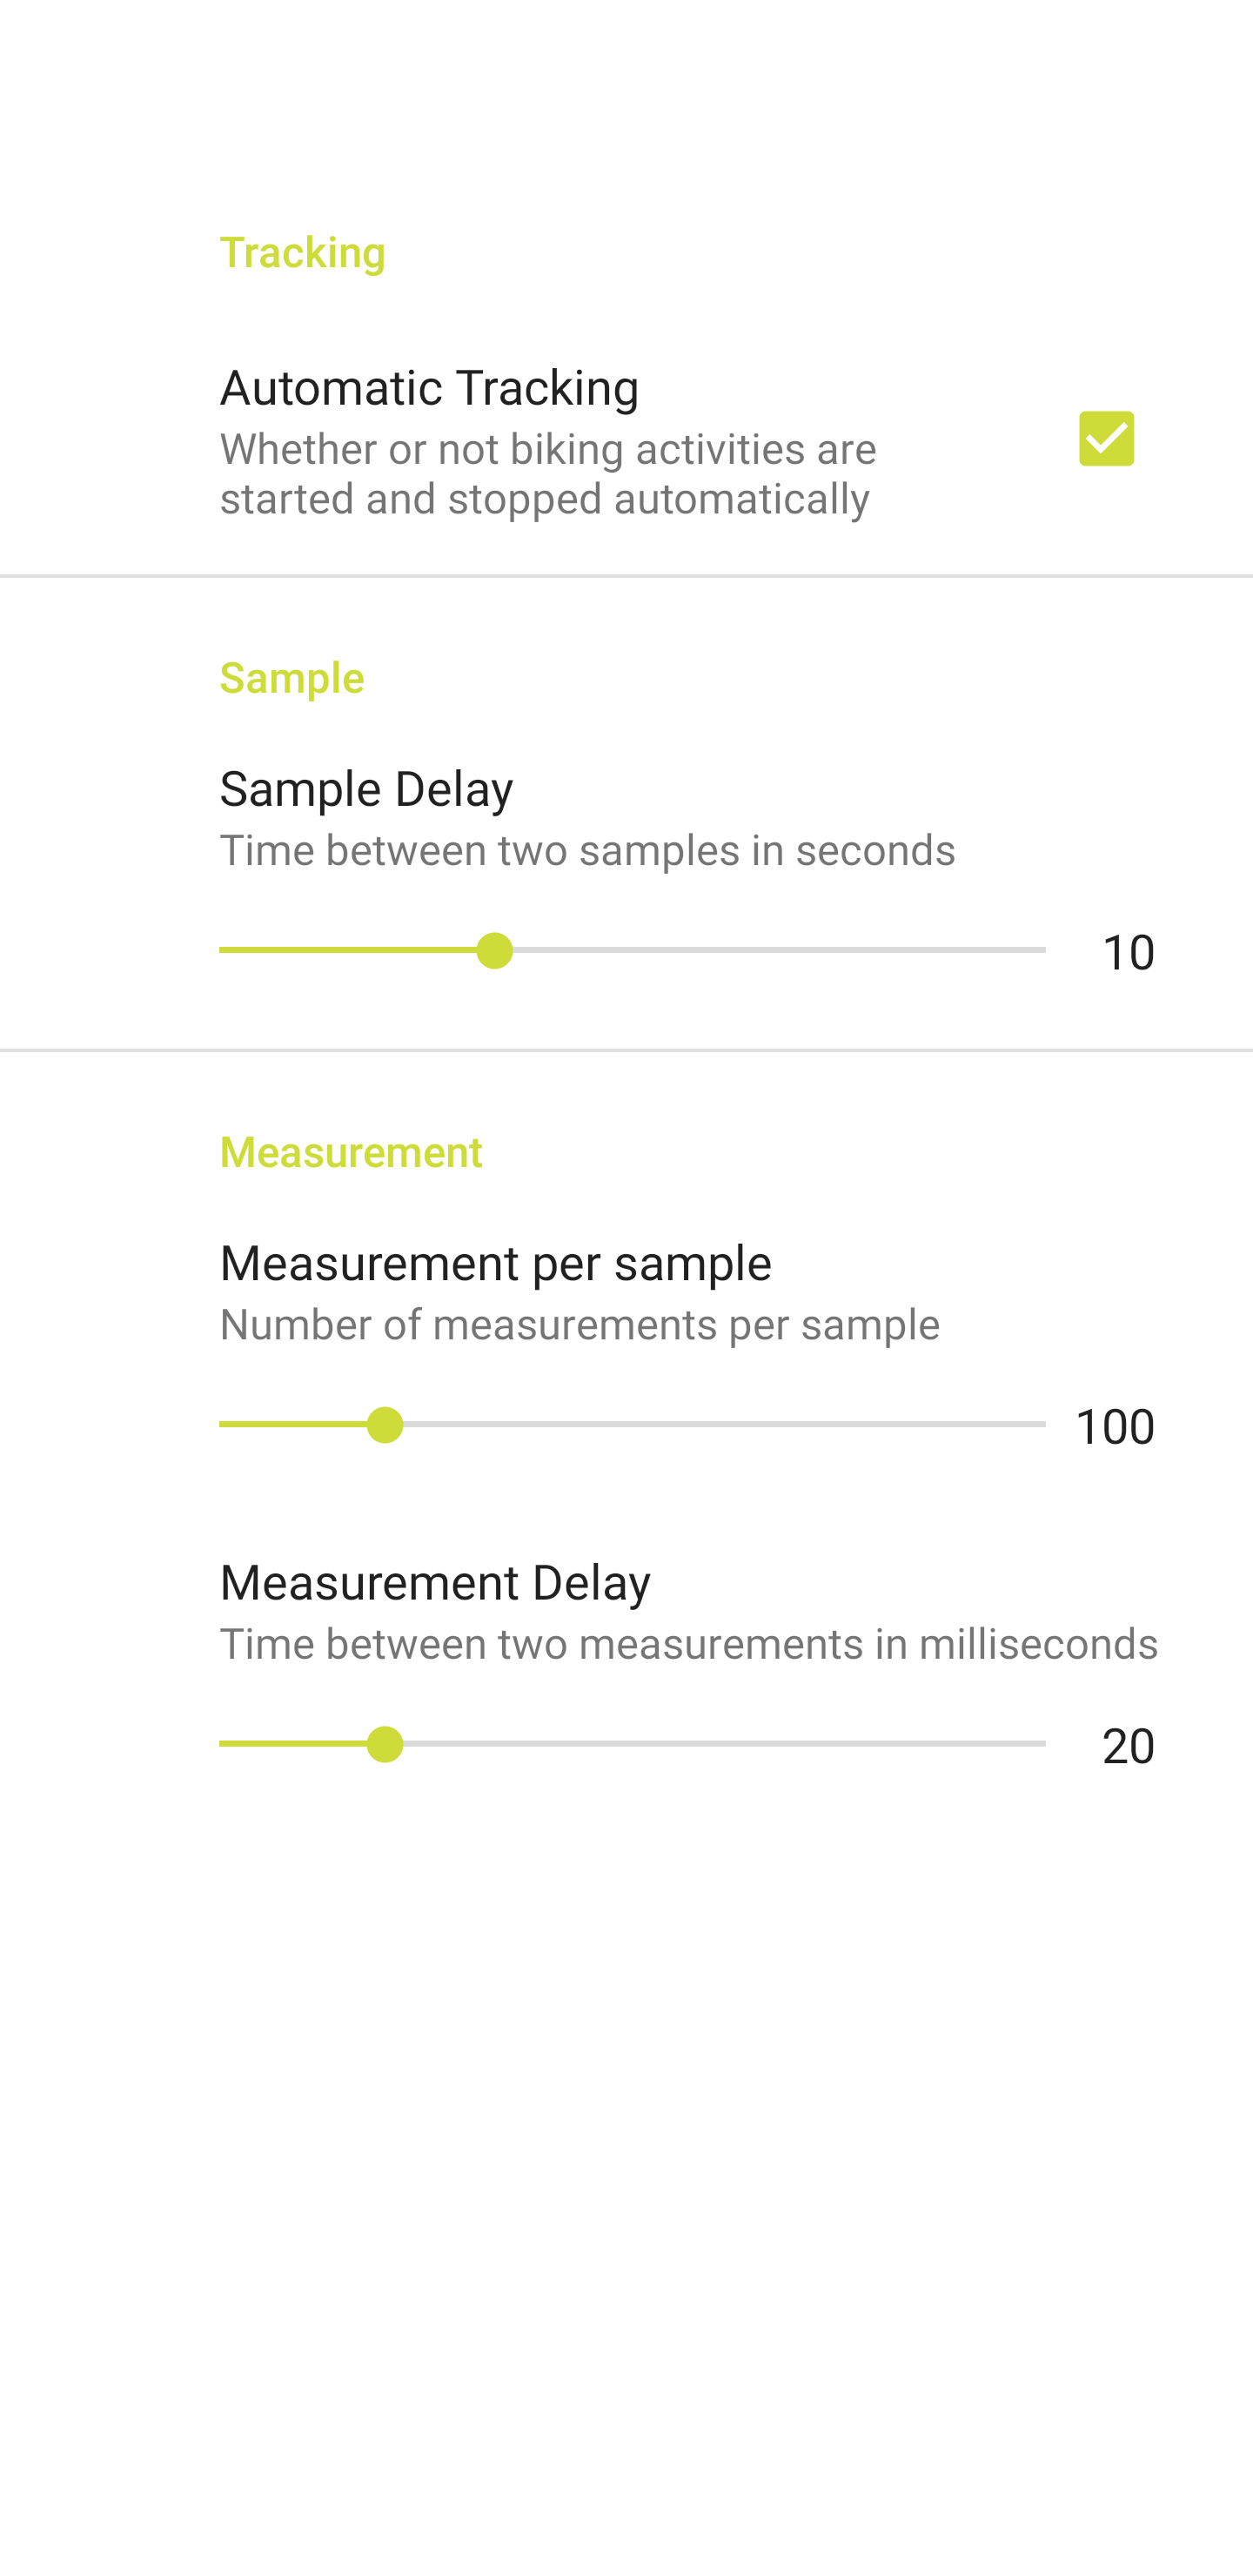 Tracking
Automatic Tracking
Whether or not biking activities are
started and stopped automatically
Sample
Sample Delay
Time between two samples in seconds
10
Measurement
Measurement per sample
Number of measurements per sample
100
Measurement Delay
Time between two measurements in milliseconds
20